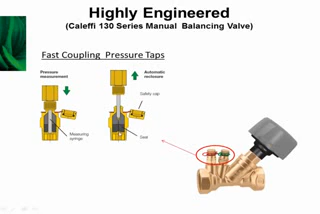 Highly Engineered
(Caleffi 130 Series Manual Balancing Valve)
Fast Coupling Pressure Taps
Pressure
measurement
Automatic
reclosure
Safety cap
Measuring
syringe
Seal